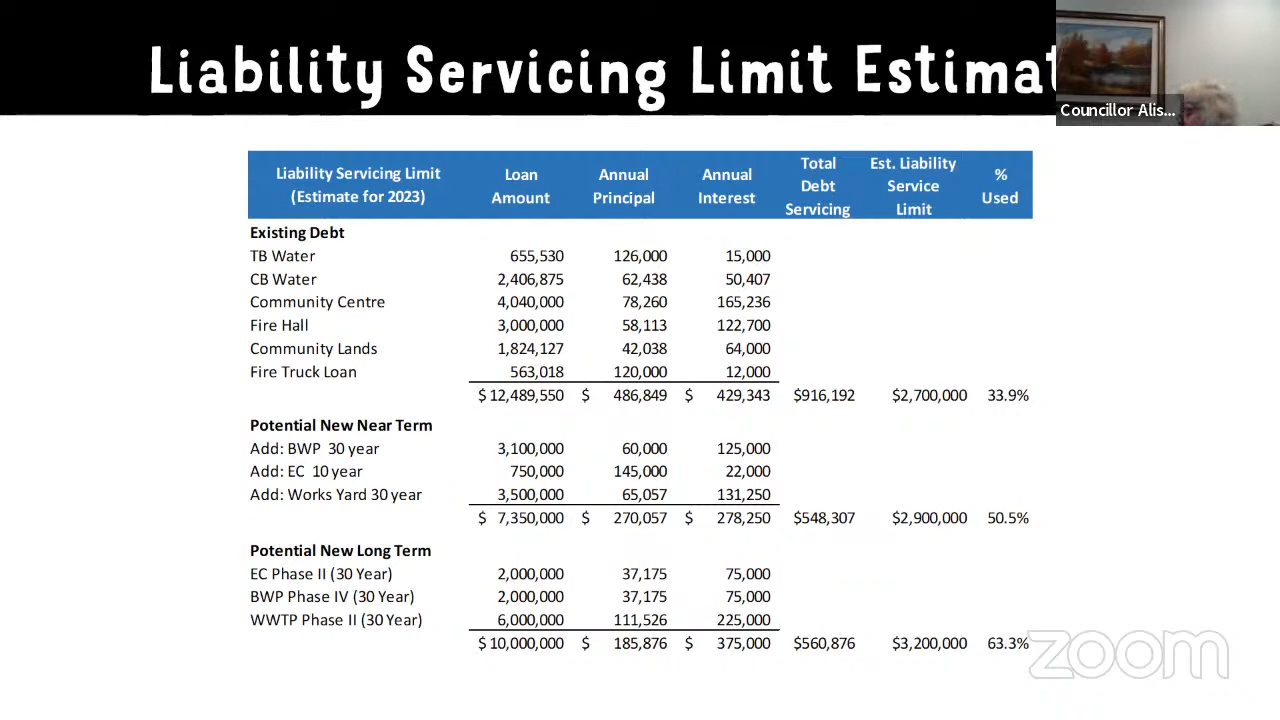 Liability Servicing Limit Estimat
Councillor Alis...
Liability Servicing Limit (Estimate for 2023) Loan Amount Annual Principal Annual Interest Total Debt Servicing Est. Liability Service Limit % Used
Existing Debt
TB Water 655,530 126,000 15,000
CB Water 2,406,875 62,438 50,407
Community Centre 4,040,000 78,260 165,236
Fire Hall 3,000,000 58,113 122,700
Community Lands 1,824,127 42,038 64,000
Fire Truck Loan 563,018 120,000 12,000
$ 12,489,550 $ 486,849 $ 429,343 $916,192 $2,700,000 33.9%
Potential New Near Term
Add: BWP 30 year 3,100,000 60,000 125,000
Add: EC 10 year 750,000 145,000 22,000
Add: Works Yard 30 year 3,500,000 65,057 131,250
$ 7,350,000 $ 270,057 $ 278,250 $548,307 $2,900,000 50.5%
Potential New Long Term
EC Phase II (30 Year) 2,000,000 37,175 75,000
BWP Phase IV (30 Year) 2,000,000 37,175 75,000
WWTP Phase II (30 Year) 6,000,000 111,526 225,000
$ 10,000,000 $ 185,876 $ 375,000 $560,876 $3,200,000 63.3%
zoom